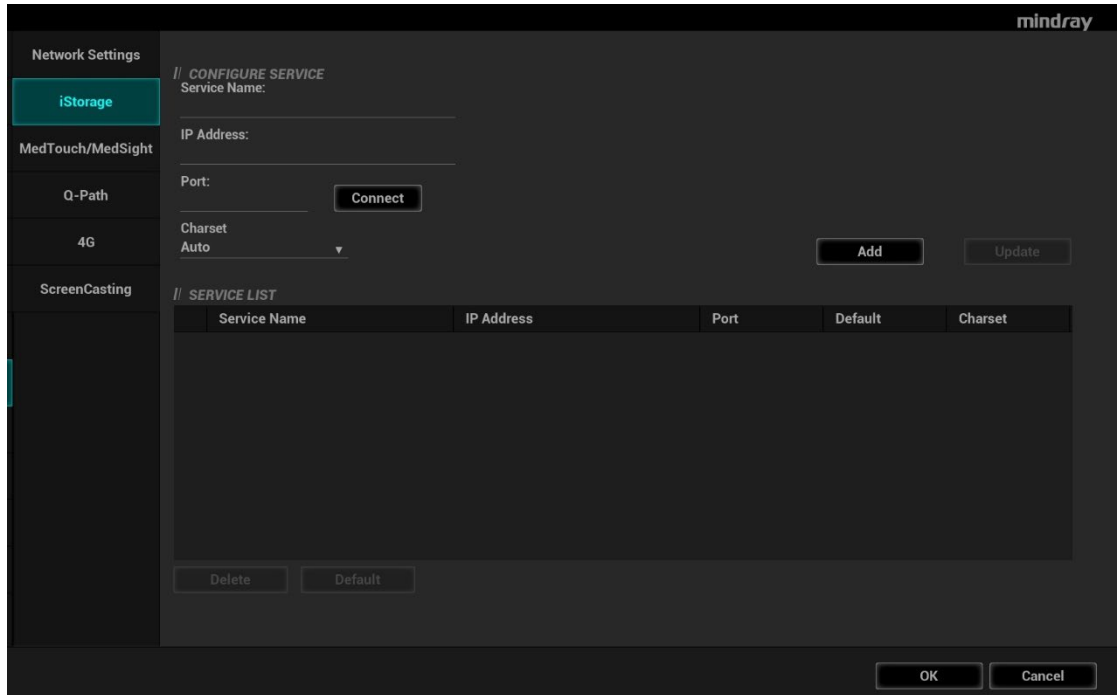 mindray
Network Settings
iStorage
MedTouch/MedSight
Q-Path
4G
ScreenCasting
// CONFIGURE SERVICE
Service Name:
IP Address:
Port:
Connect
Charset
Auto
Add Update
// SERVICE LIST
Service Name IP Address Port Default Charset
Delete Default
OK Cancel